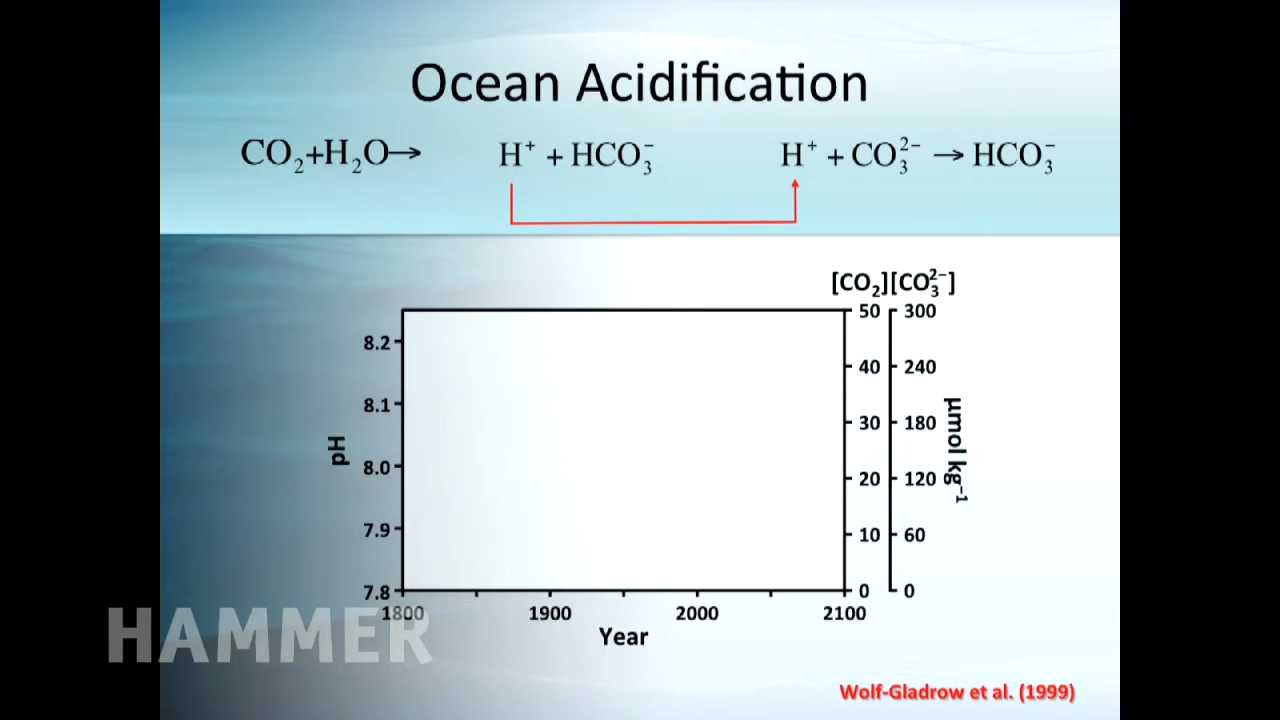 Ocean Acidification
CO₂+H₂O→ H⁺ + HCO₃⁻ H⁺ + CO₃²⁻ → HCO₃⁻
[CO₂][CO₃²⁻]
50 300
8.2
40 240
8.1
30 180
pH
µmol kg⁻¹
8.0
20 120
7.9
10 60
7.8
0 0
1800 1900 2000 2100
Year
HAMMER
Wolf-Gladrow et al. (1999)